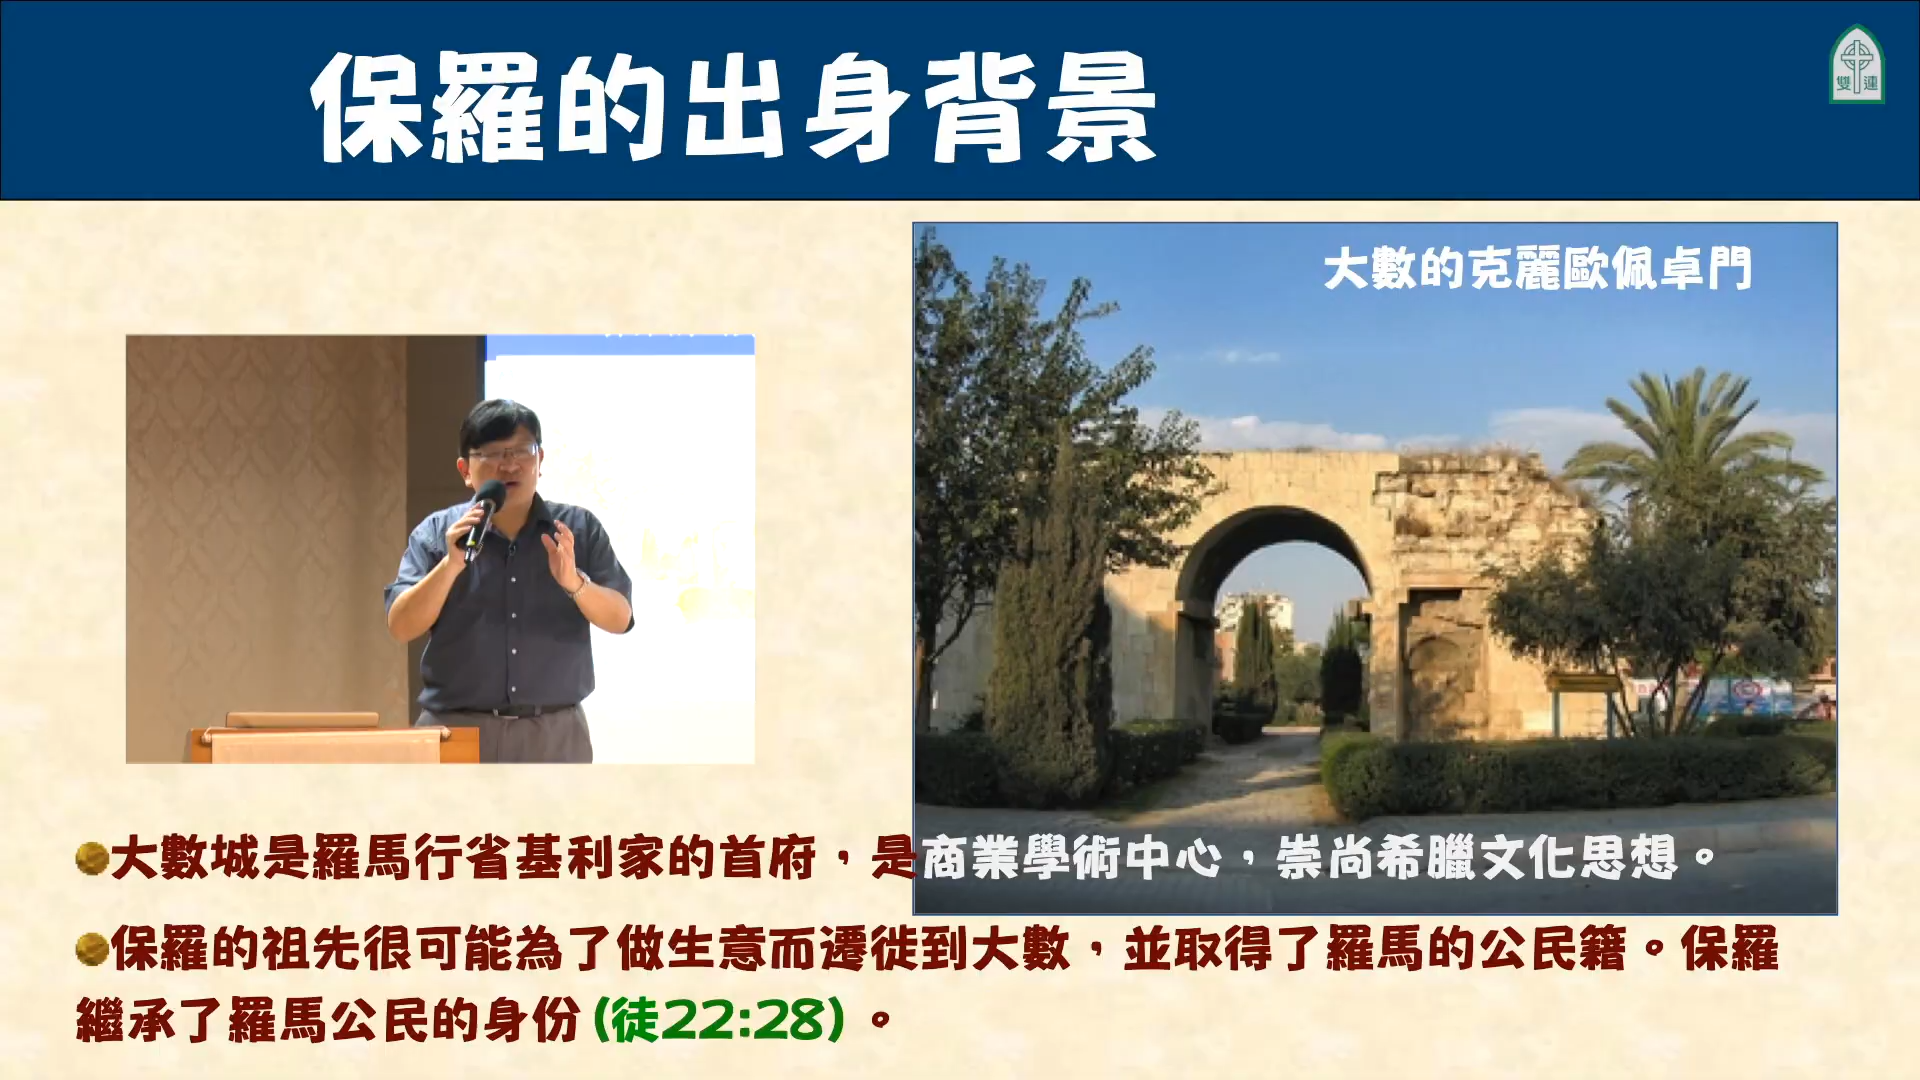 保羅的出身背景
雙連
大數的克麗歐佩卓門
大數城是羅馬行省基利家的首府，是商業學術中心，崇尚希臘文化思想。
保羅的祖先很可能為了做生意而遷徙到大數，並取得了羅馬的公民籍。保羅
繼承了羅馬公民的身份(徒22:28)。